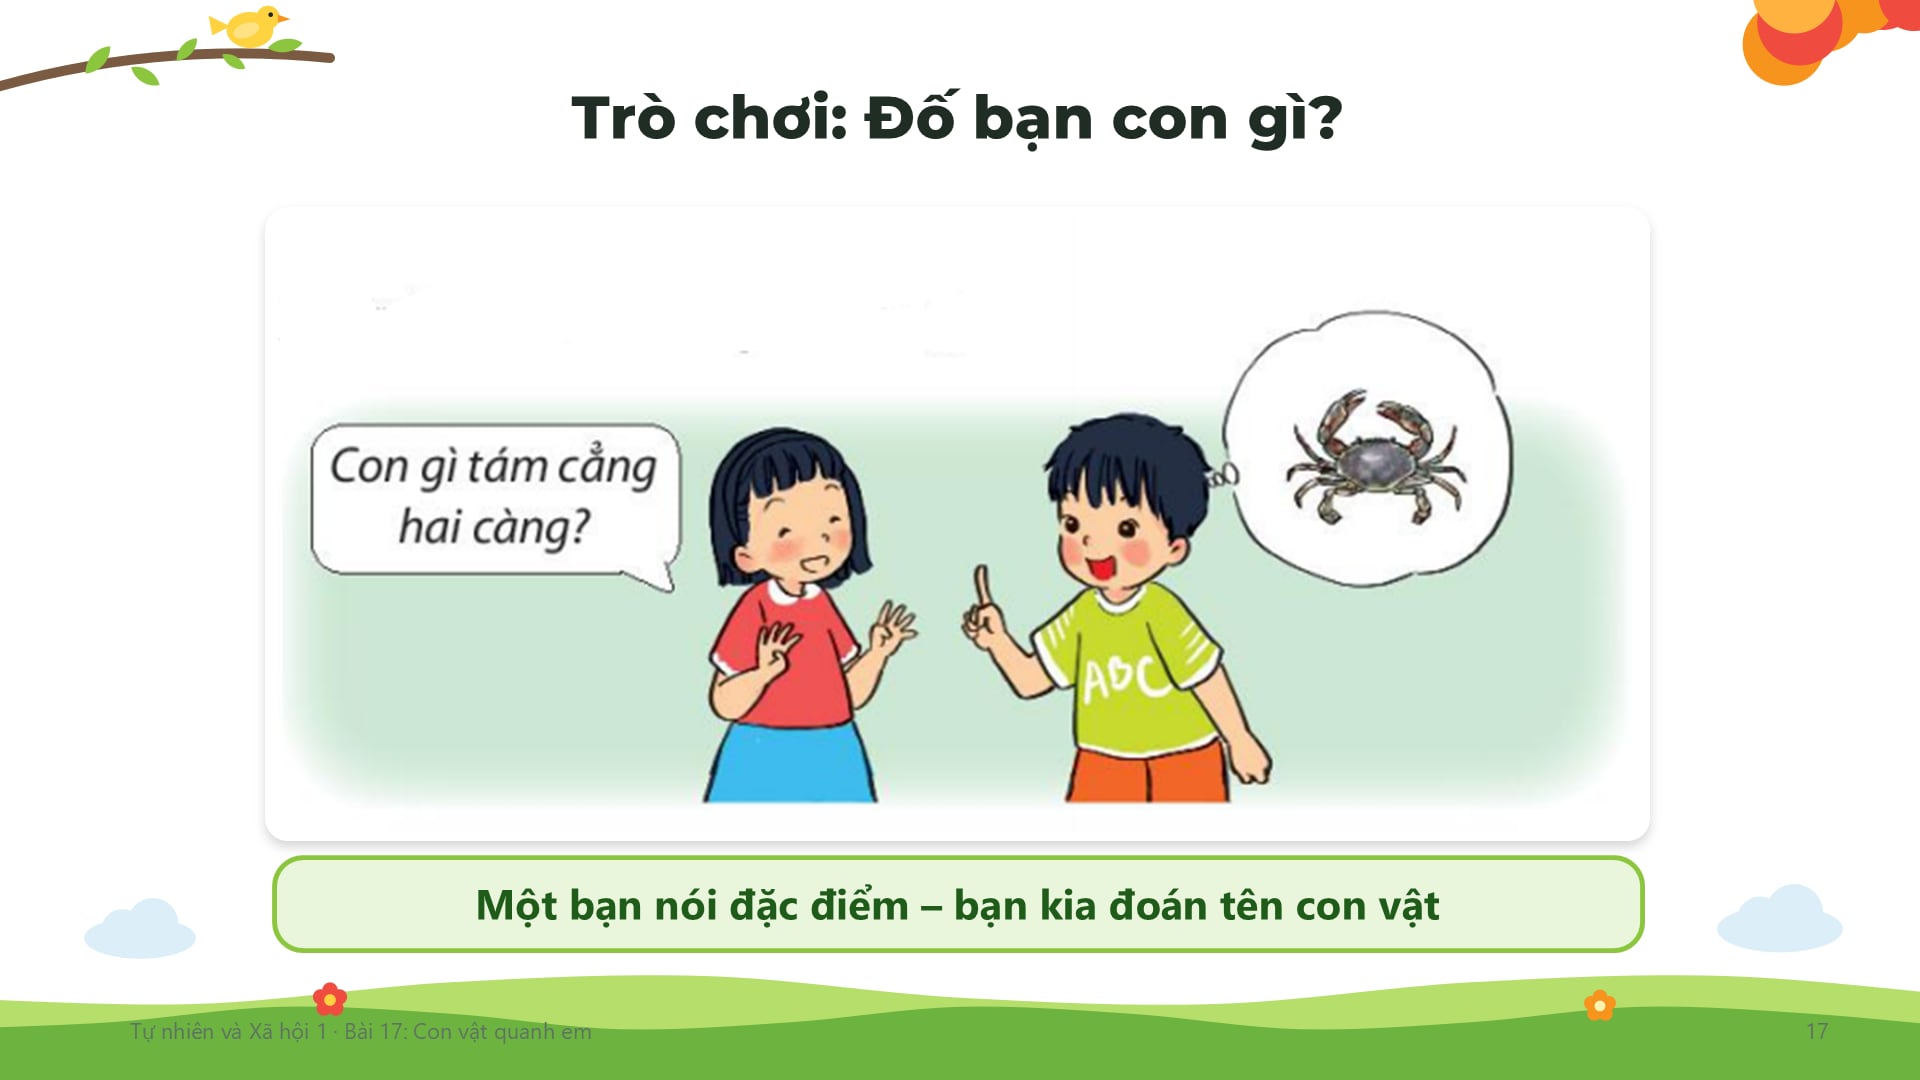 Trò chơi: Đố bạn con gì?
Con gì tám cẳng
hai càng?
ABC
Một bạn nói đặc điểm – bạn kia đoán tên con vật
Tự nhiên và Xã hội 1 · Bài 17: Con vật quanh em
17